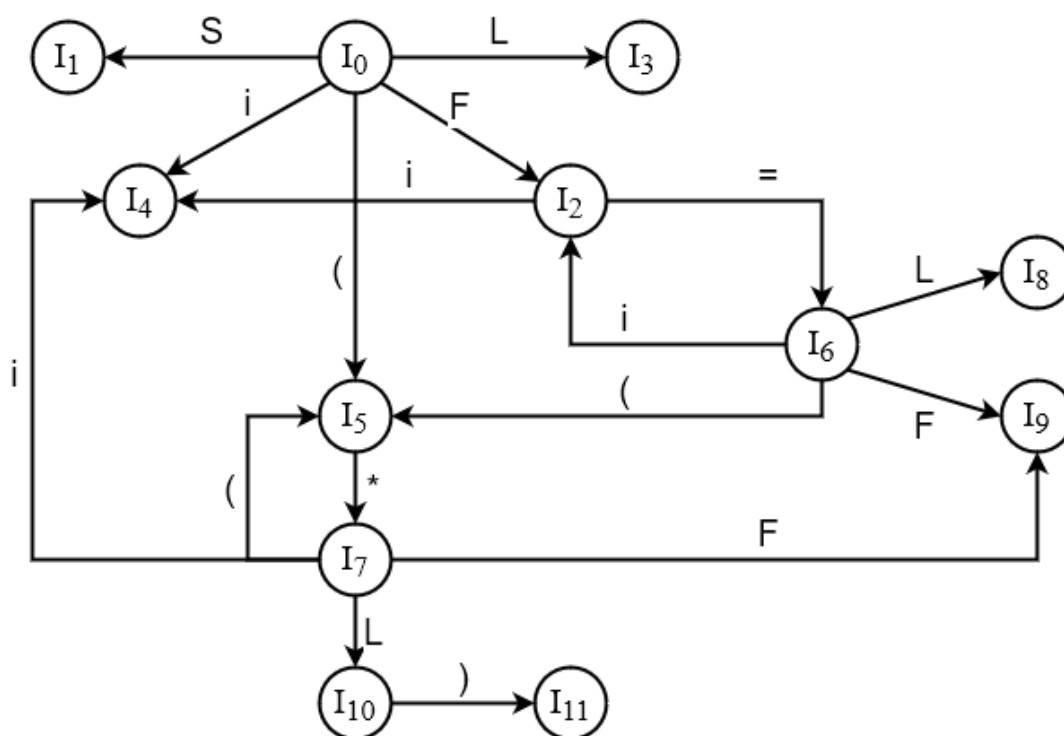 I₁ S I₀ L I₃
i F
I₄ i I₂ =
( L I₈
i I₆
i
I₅ ( F I₉
( *
I₇ F
L
I₁₀ ) I₁₁